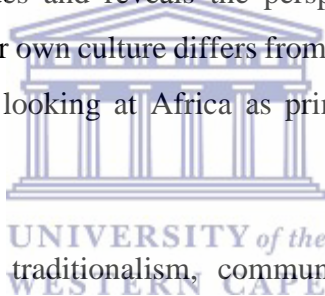 es and reveals the persp
r own culture differs from
looking at Africa as prin
UNIVERSITY of the
traditionalism, commun
WESTERN CAPE